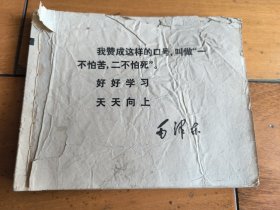 我赞成这样的口号，叫做“一
不怕苦，二不怕死”。
好好学习
天天向上
毛泽东